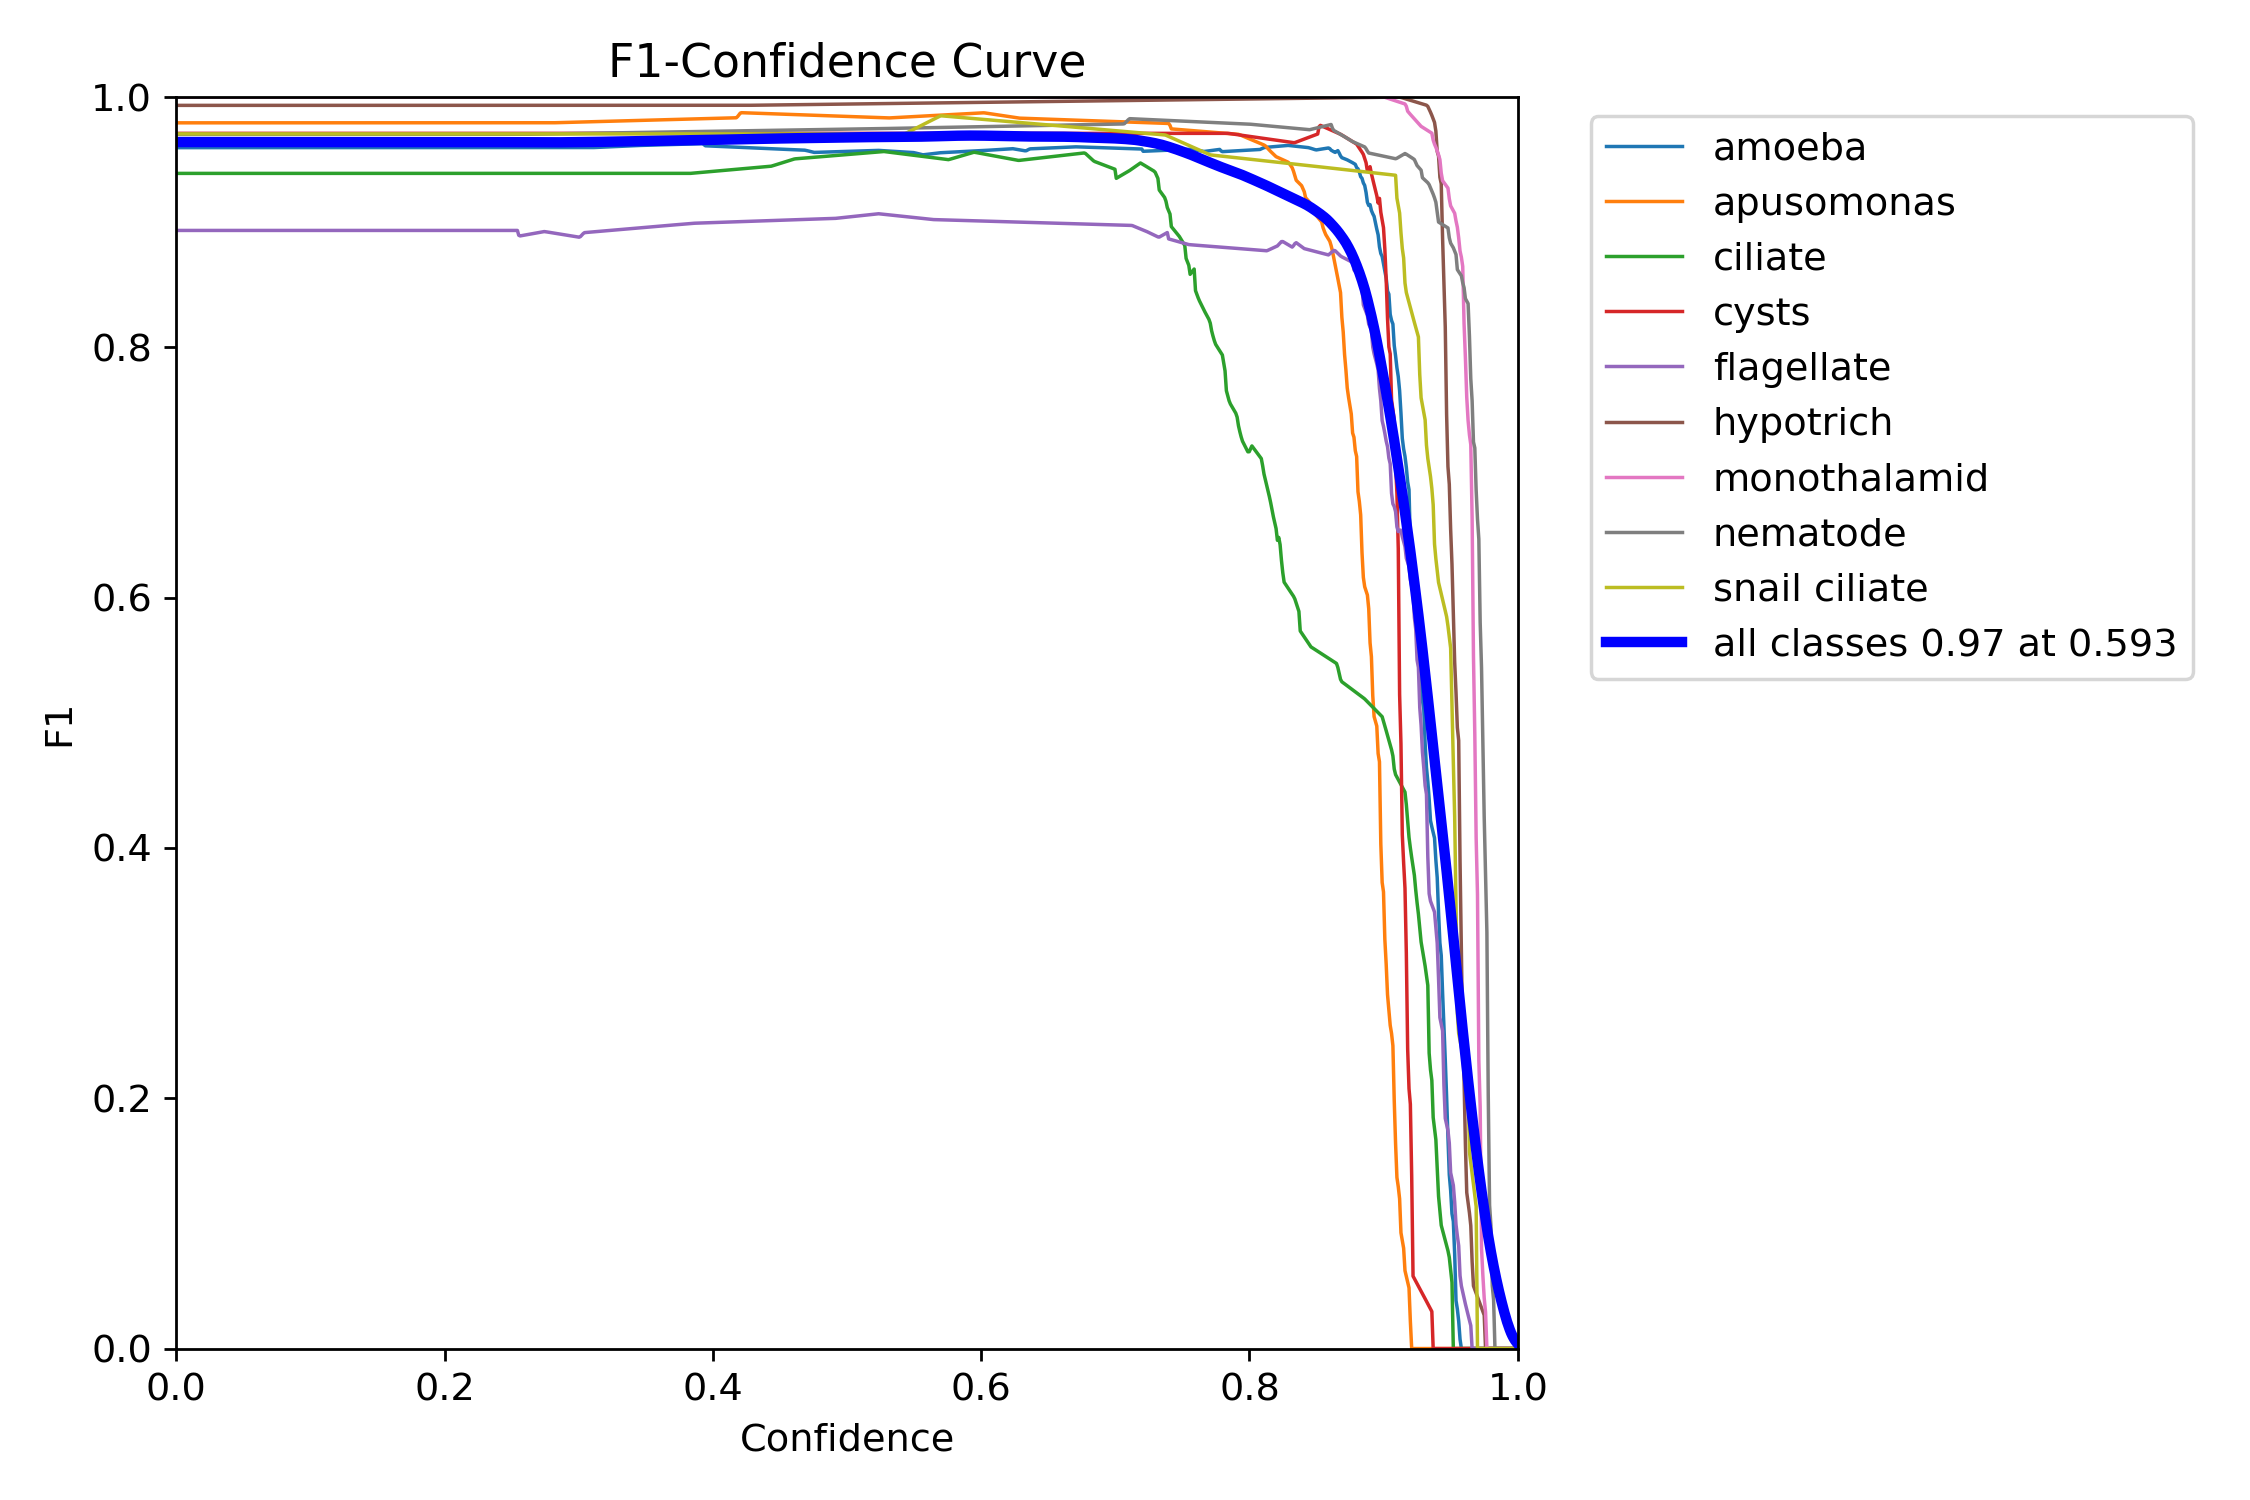 F1-Confidence Curve
1.0
0.8
0.6
0.4
0.2
0.0
F1
0.0 0.2 0.4 0.6 0.8 1.0
Confidence
amoeba
apusomonas
ciliate
cysts
flagellate
hypotrich
monothalamid
nematode
snail ciliate
all classes 0.97 at 0.593